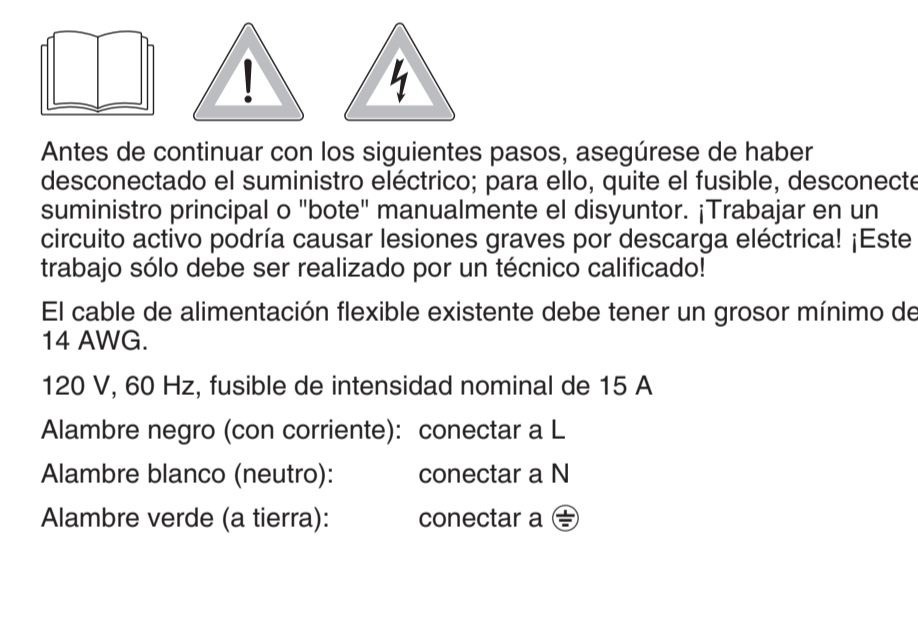 Antes de continuar con los siguientes pasos, asegúrese de haber
desconectado el suministro eléctrico; para ello, quite el fusible, desconecte
suministro principal o "bote" manualmente el disyuntor. ¡Trabajar en un
circuito activo podría causar lesiones graves por descarga eléctrica! ¡Este
trabajo sólo debe ser realizado por un técnico calificado!
El cable de alimentación flexible existente debe tener un grosor mínimo de
14 AWG.
120 V, 60 Hz, fusible de intensidad nominal de 15 A
Alambre negro (con corriente): conectar a L
Alambre blanco (neutro): conectar a N
Alambre verde (a tierra): conectar a ⏚